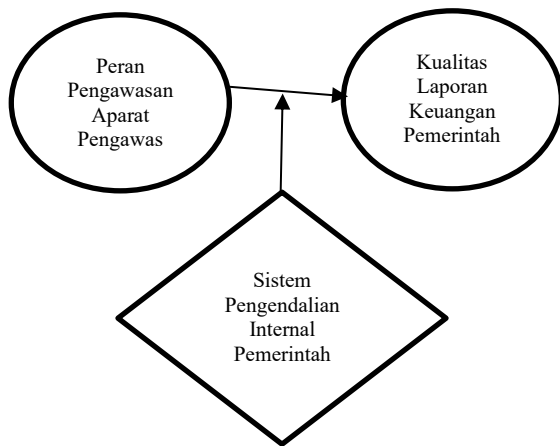 Peran
Pengawasan
Aparat
Pengawas
Kualitas
Laporan
Keuangan
Pemerintah
Sistem
Pengendalian
Internal
Pemerintah